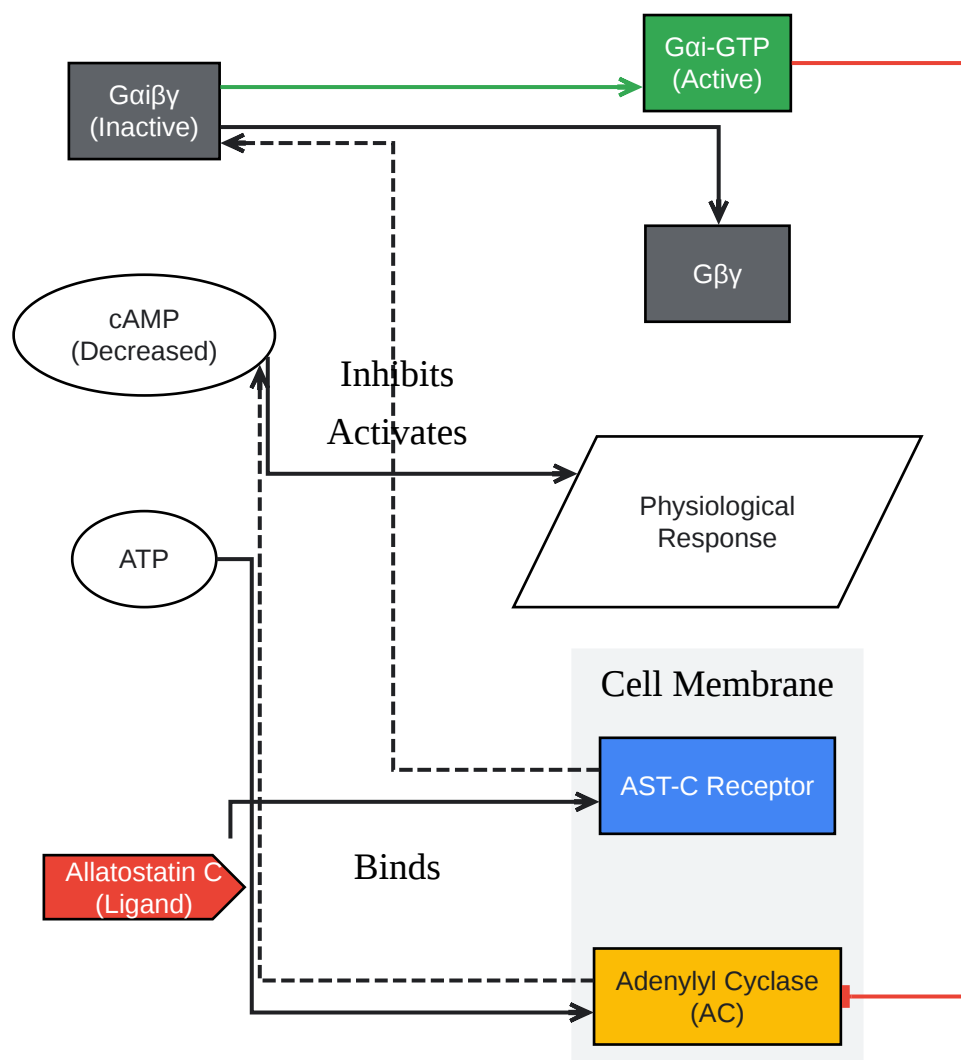 Gαi-GTP
(Active)
Gαiβγ
(Inactive)
Gβγ
cAMP
(Decreased)
Inhibits
Activates
Physiological
Response
ATP
Cell Membrane
AST-C Receptor
Allatostatin C
(Ligand)
Binds
Adenylyl Cyclase
(AC)